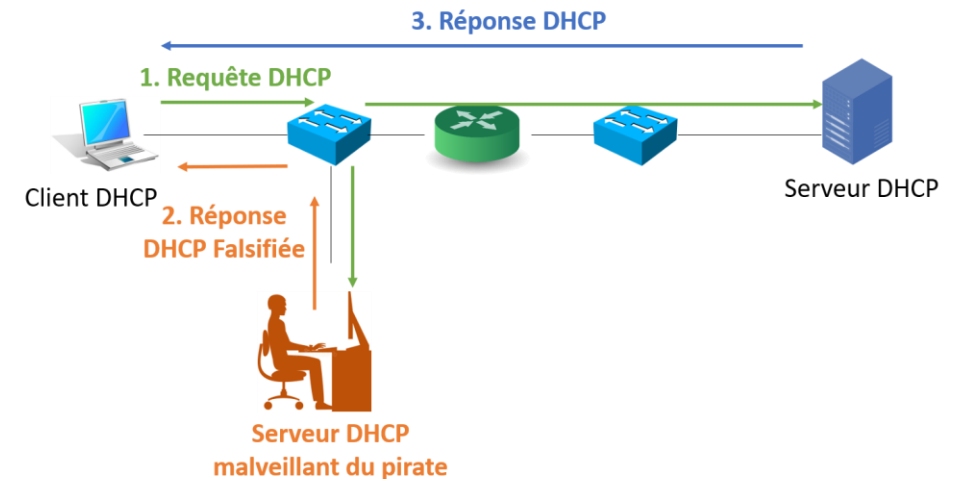 3. Réponse DHCP
1. Requête DHCP
Client DHCP
Serveur DHCP
2. Réponse
DHCP Falsifiée
Serveur DHCP
malveillant du pirate